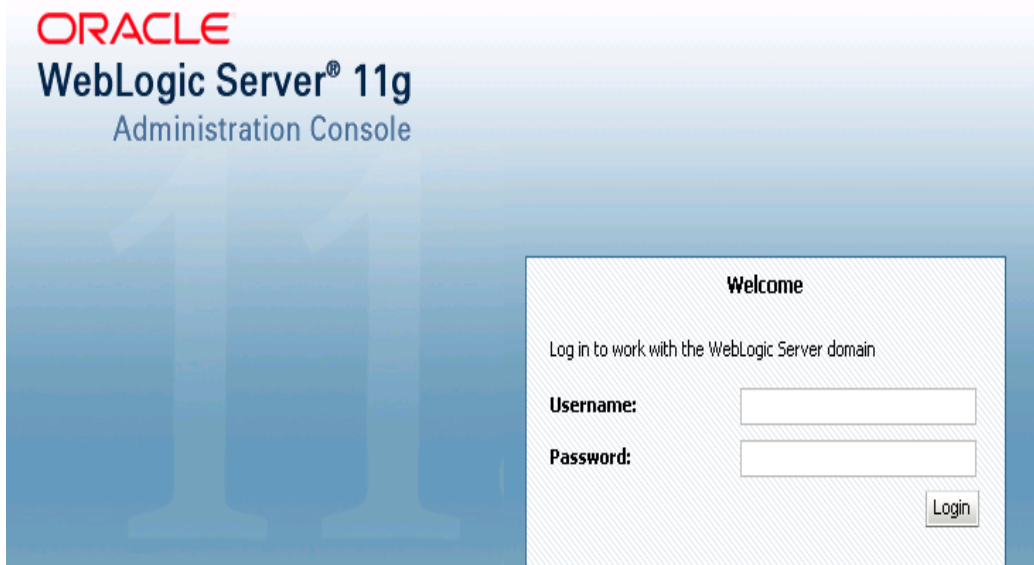 ORACLE
WebLogic Server® 11g
Administration Console
11
Welcome
Log in to work with the WebLogic Server domain
Username:
Password:
Login